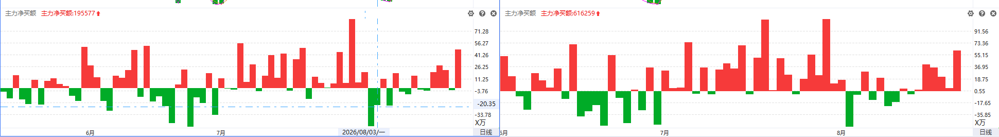 主力净买额 主力净买额:195577
71.28
56.27
41.26
26.25
11.25
-3.76
-20.35
-33.78
X万
6月 7月 2026/08/03/一 日线
主力净买额 主力净买额:616259
91.56
73.36
55.15
36.95
18.75
0.55
-17.65
-35.85
X万
6月 7月 8月 日线